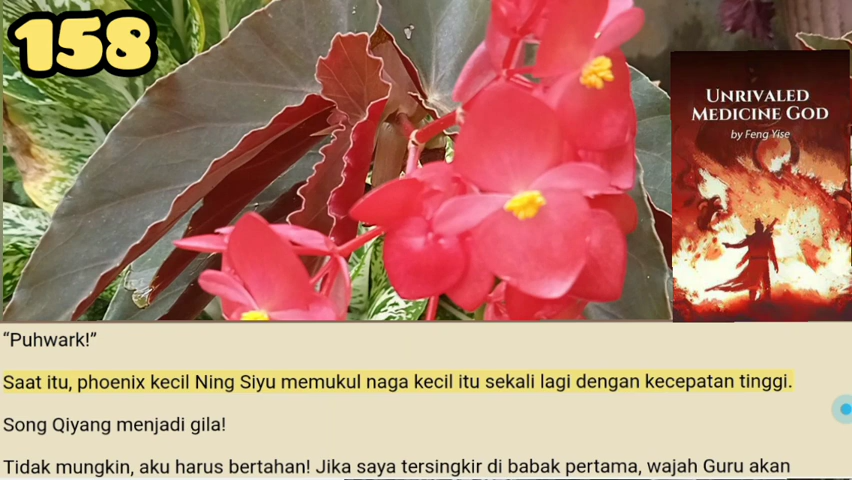 158
UNRIVALED
MEDICINE GOD
by Feng Yise
“Puhwark!”
Saat itu, phoenix kecil Ning Siyu memukul naga kecil itu sekali lagi dengan kecepatan tinggi.
Song Qiyang menjadi gila!
Tidak mungkin, aku harus bertahan! Jika saya tersingkir di babak pertama, wajah Guru akan